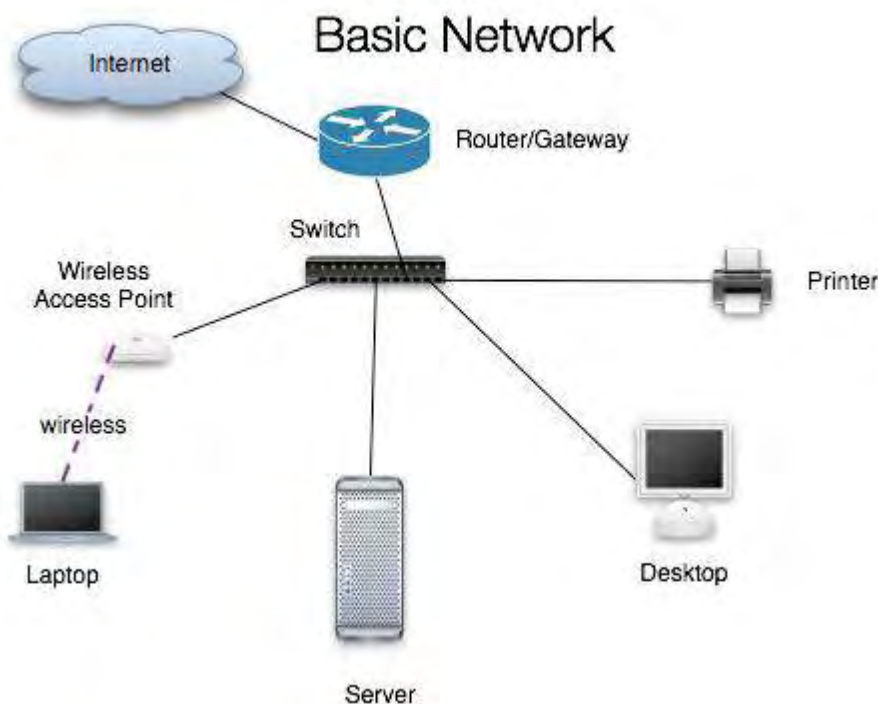 Basic Network
Internet
Router/Gateway
Switch
Wireless
Access Point
Printer
wireless
Laptop
Desktop
Server